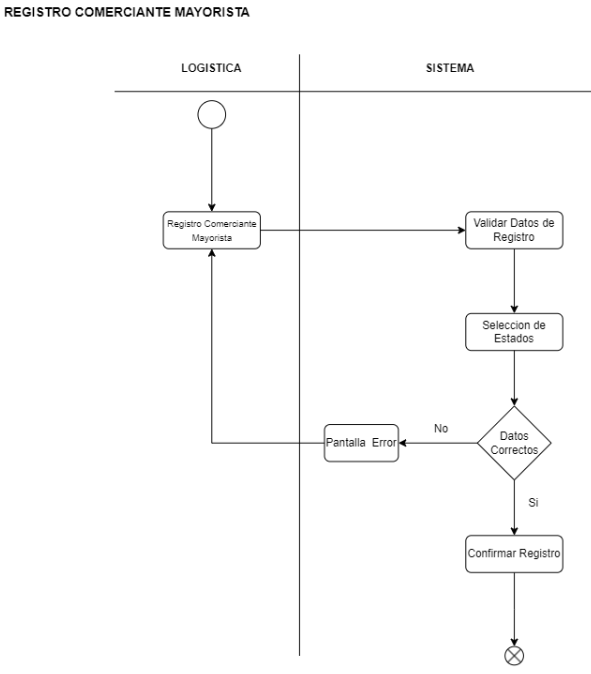 REGISTRO COMERCIANTE MAYORISTA
LOGISTICA
SISTEMA
Registro Comerciante
Mayorista
Validar Datos de
Registro
Seleccion de
Estados
Datos
Correctos
No
Pantalla Error
Si
Confirmar Registro